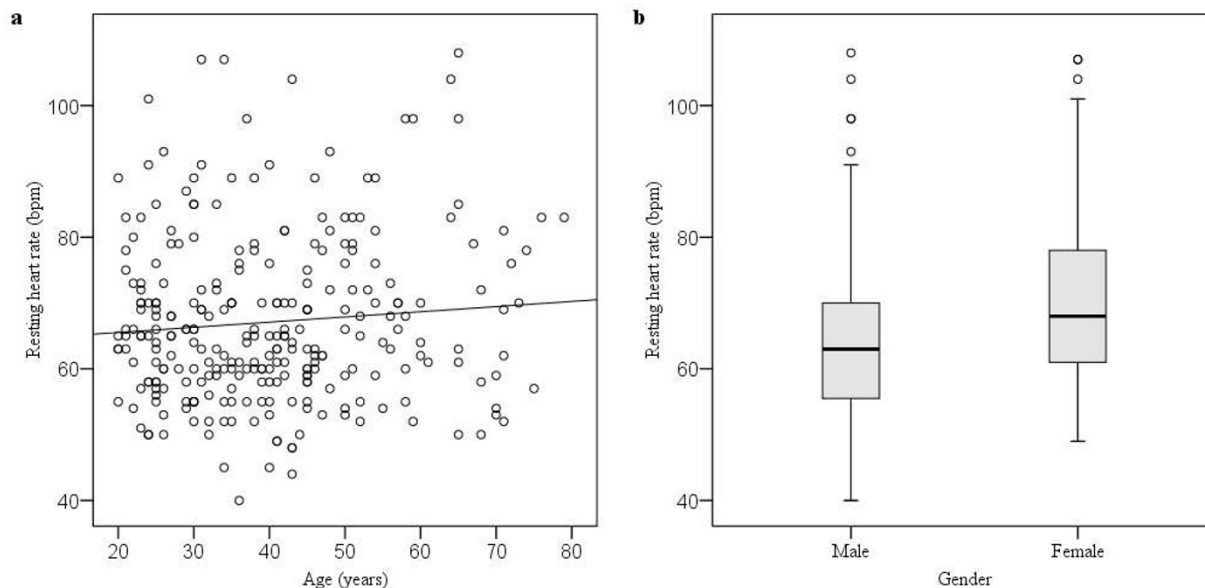 a
Resting heart rate (bpm)
100
80
60
40
20 30 40 50 60 70 80
Age (years)
b
Resting heart rate (bpm)
100
80
60
40
Male Female
Gender